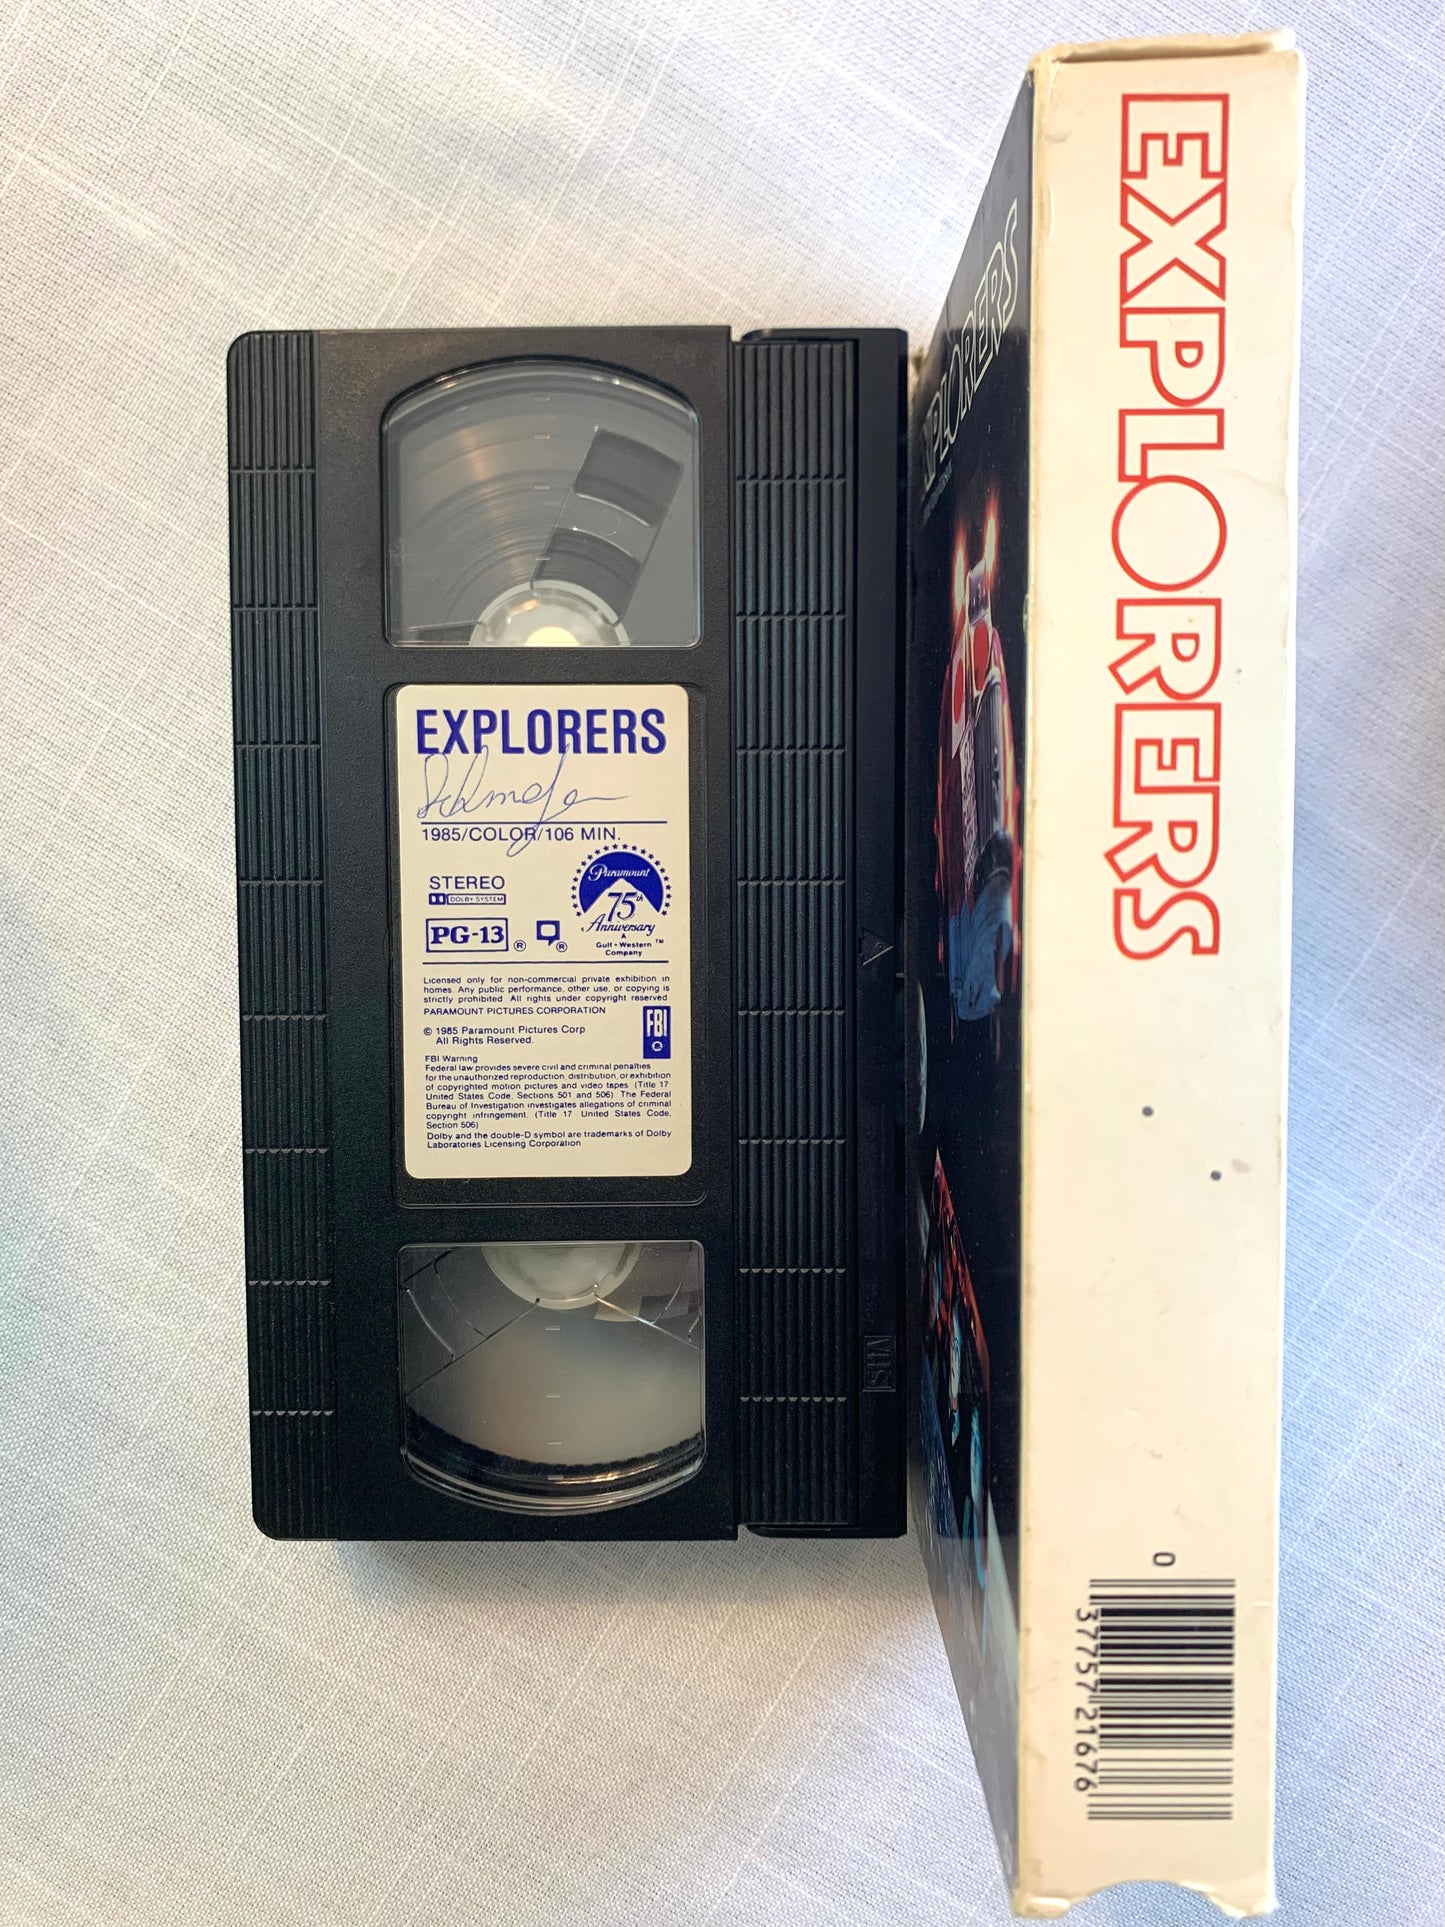 EXPLORERS
1985/COLOR/106 MIN.
STEREO
DOLBY SYSTEM
PG-13 ® ®
Paramount
75th
Anniversary
A
Gulf+Western ™
Company
Licensed only for non-commercial private exhibition in
homes. Any public performance, other use, or copying is
strictly prohibited. All rights under copyright reserved
PARAMOUNT PICTURES CORPORATION
© 1985 Paramount Pictures Corp
All Rights Reserved.
FBI
FBI Warning
Federal law provides severe civil and criminal penalties
for the unauthorized reproduction, distribution, or exhibition
of copyrighted motion pictures and video tapes (Title 17
United States Code, Sections 501 and 506) The Federal
Bureau of Investigation investigates allegations of criminal
copyright infringement. (Title 17 United States Code,
Section 506)
Dolby and the double-D symbol are trademarks of Dolby
Laboratories Licensing Corporation
VHS
XPLORERS
EXPLORERS
0
37757 21676